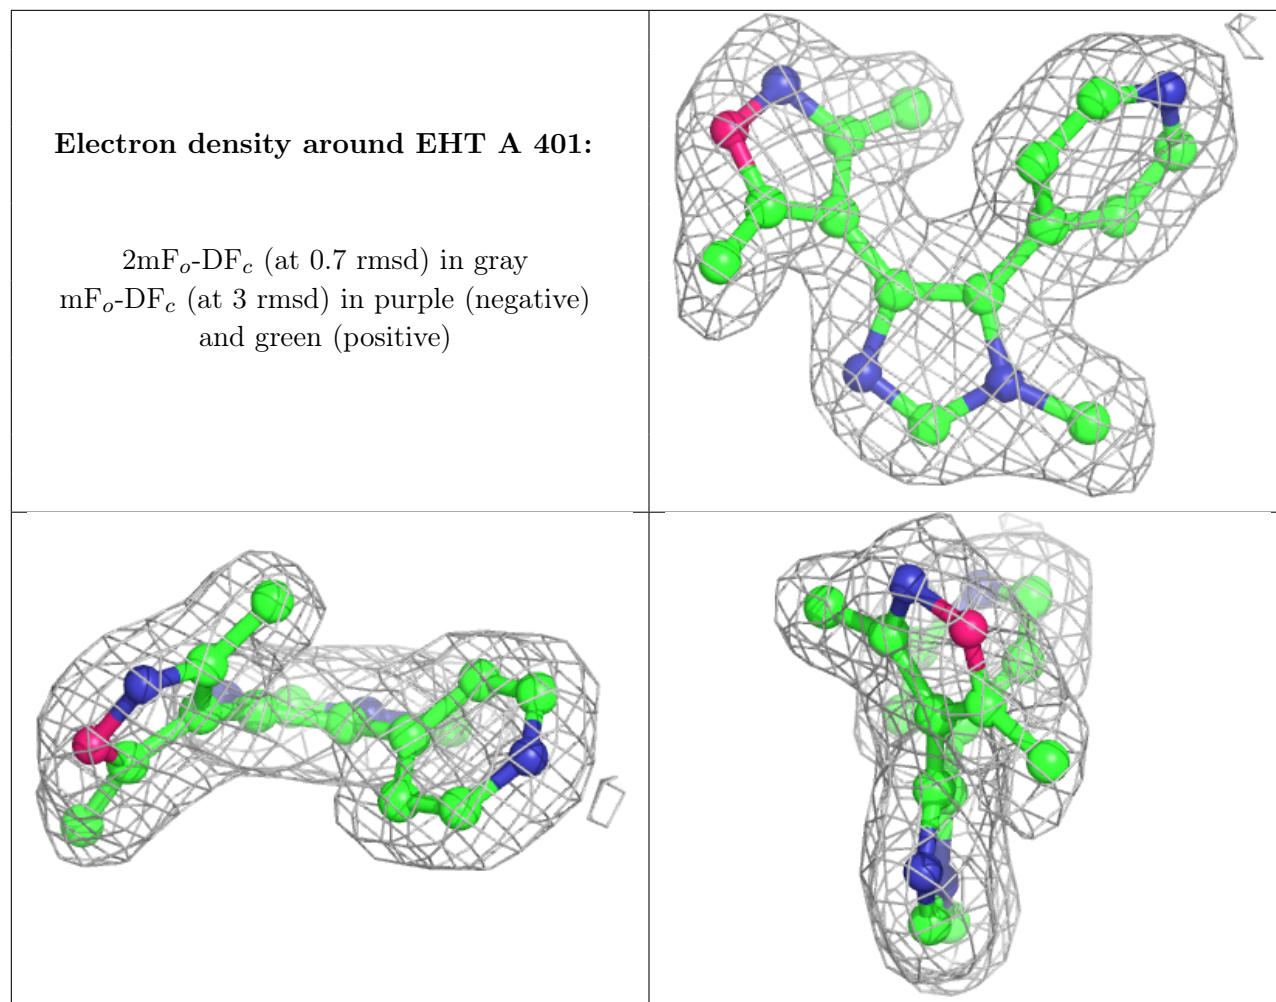 Electron density around EHT A 401:
2mFo-DFc (at 0.7 rmsd) in gray
mFo-DFc (at 3 rmsd) in purple (negative)
and green (positive)